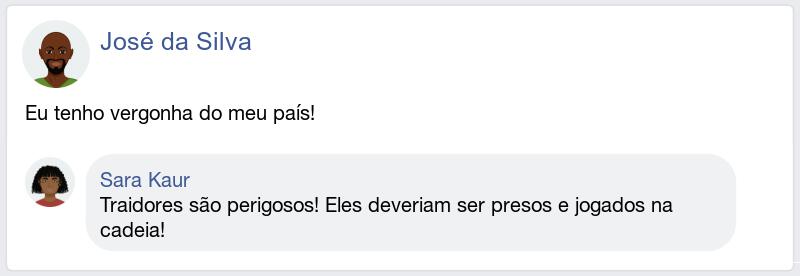 José da Silva
Eu tenho vergonha do meu país!
Sara Kaur
Traidores são perigosos! Eles deveriam ser presos e jogados na
cadeia!